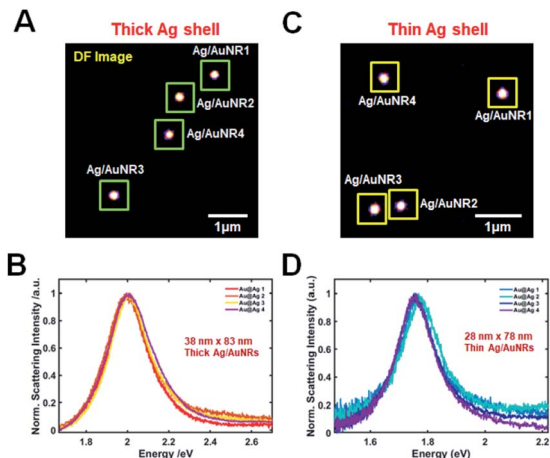 A
Thick Ag shell
DF Image
Ag/AuNR1
Ag/AuNR2
Ag/AuNR4
Ag/AuNR3
1µm
C
Thin Ag shell
Ag/AuNR4
Ag/AuNR1
Ag/AuNR3
Ag/AuNR2
1µm
B
Norm. Scattering Intensity /a.u.
1
0.8
0.6
0.4
0.2
0
Au@Ag 1
Au@Ag 2
Au@Ag 3
Au@Ag 4
38 nm x 83 nm
Thick Ag/AuNRs
1.8
2
2.2
2.4
2.6
Energy /eV
D
Norm. Scattering Intensity (a.u.)
1
0.8
0.6
0.4
0.2
0
Au@Ag 1
Au@Ag 2
Au@Ag 3
Au@Ag 4
28 nm x 78 nm
Thin Ag/AuNRs
1.6
1.8
2
2.2
Energy (eV)